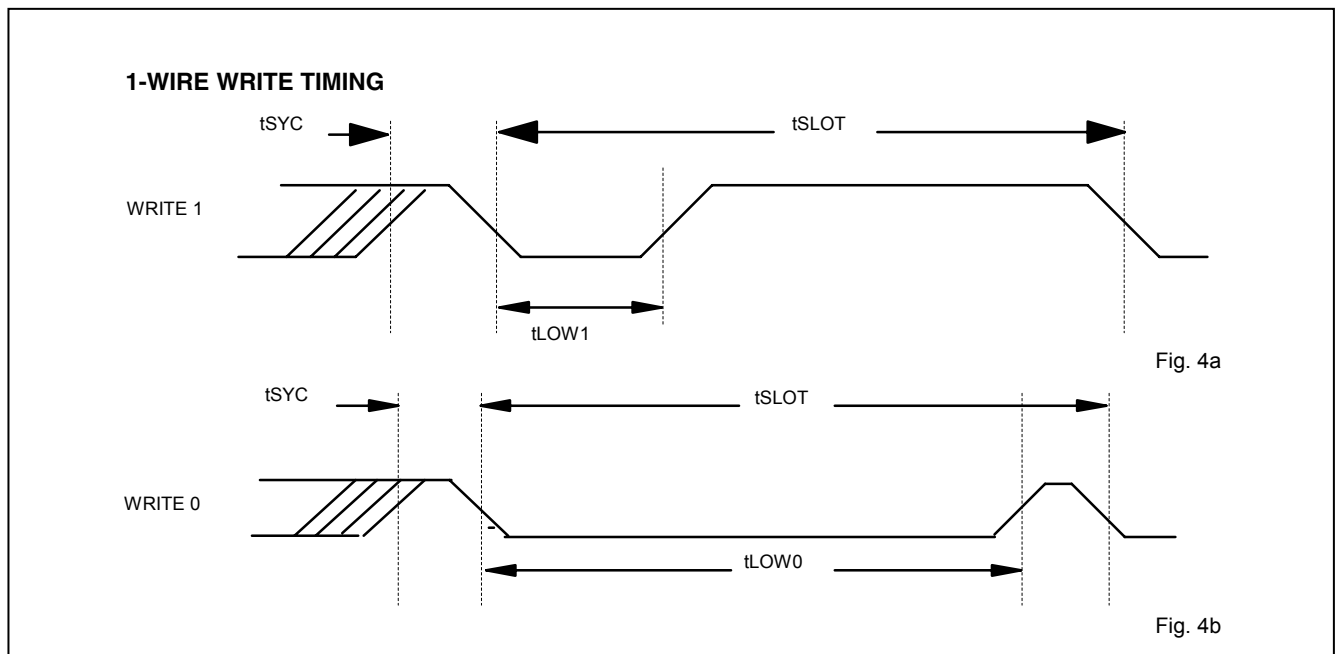 1-WIRE WRITE TIMING
tSYC
tSLOT
WRITE 1
tLOW1
Fig. 4a
tSYC
tSLOT
WRITE 0
tLOW0
Fig. 4b